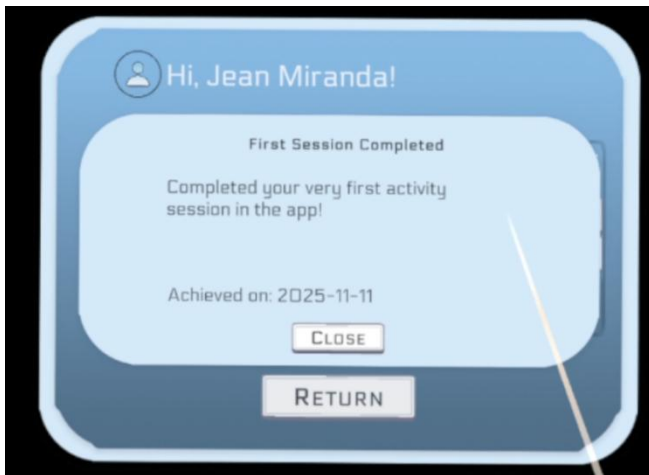 Hi, Jean Miranda!
First Session Completed
Completed your very first activity
session in the app!
Achieved on: 2025-11-11
CLOSE
RETURN